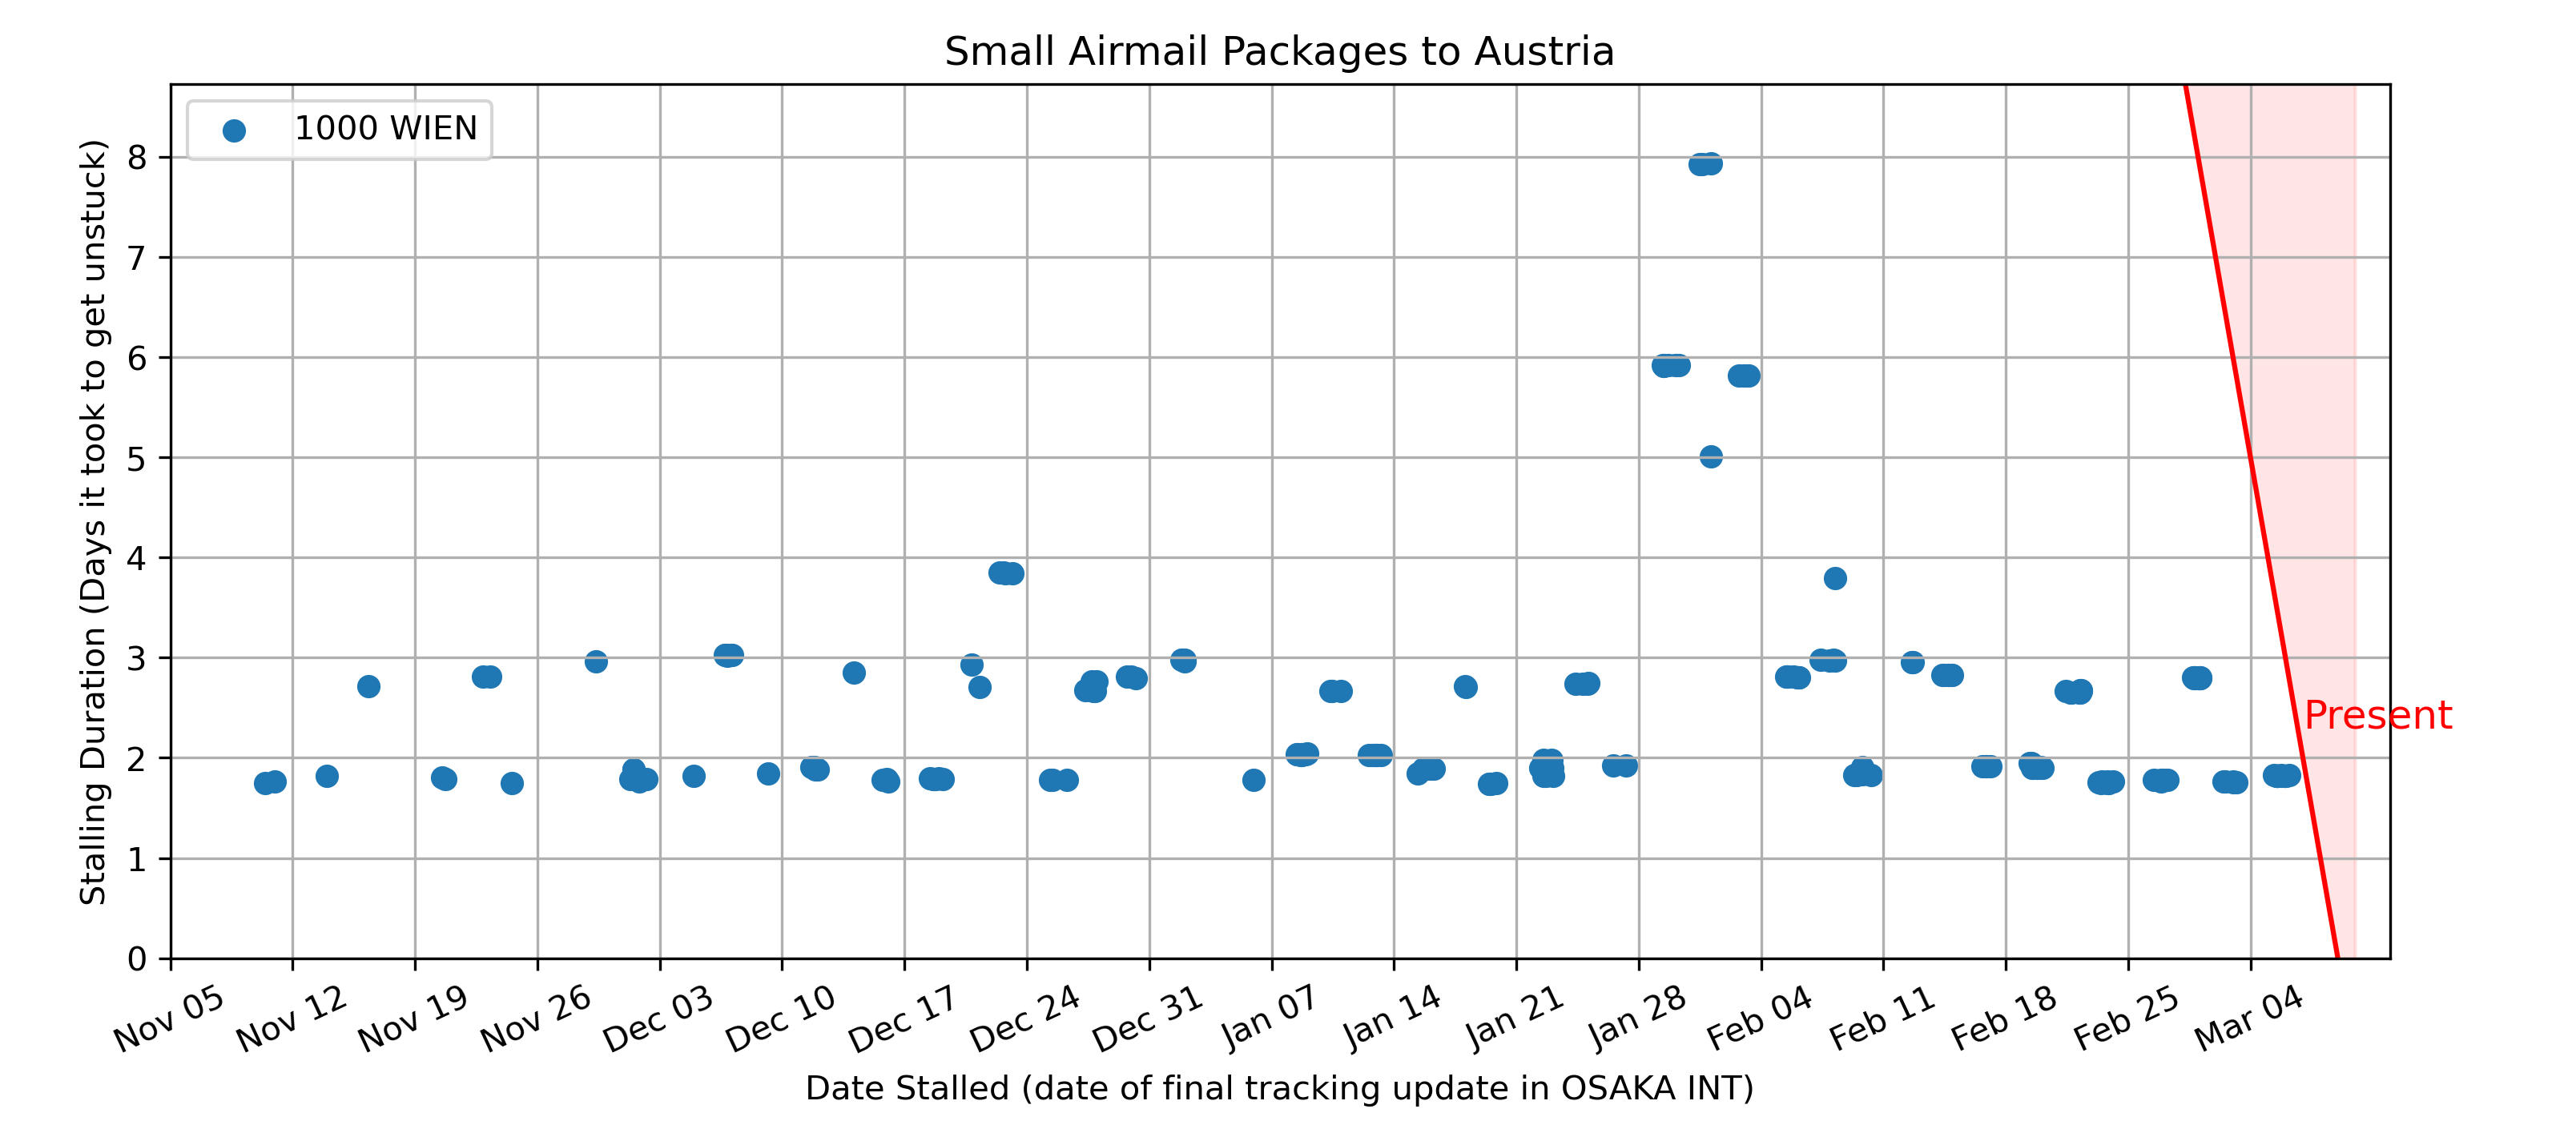 Small Airmail Packages to Austria
1000 WIEN
Stalling Duration (Days it took to get unstuck)
8
7
6
5
4
3
2
1
0
Present
Nov 05
Nov 12
Nov 19
Nov 26
Dec 03
Dec 10
Dec 17
Dec 24
Dec 31
Jan 07
Jan 14
Jan 21
Jan 28
Feb 04
Feb 11
Feb 18
Feb 25
Mar 04
Date Stalled (date of final tracking update in OSAKA INT)